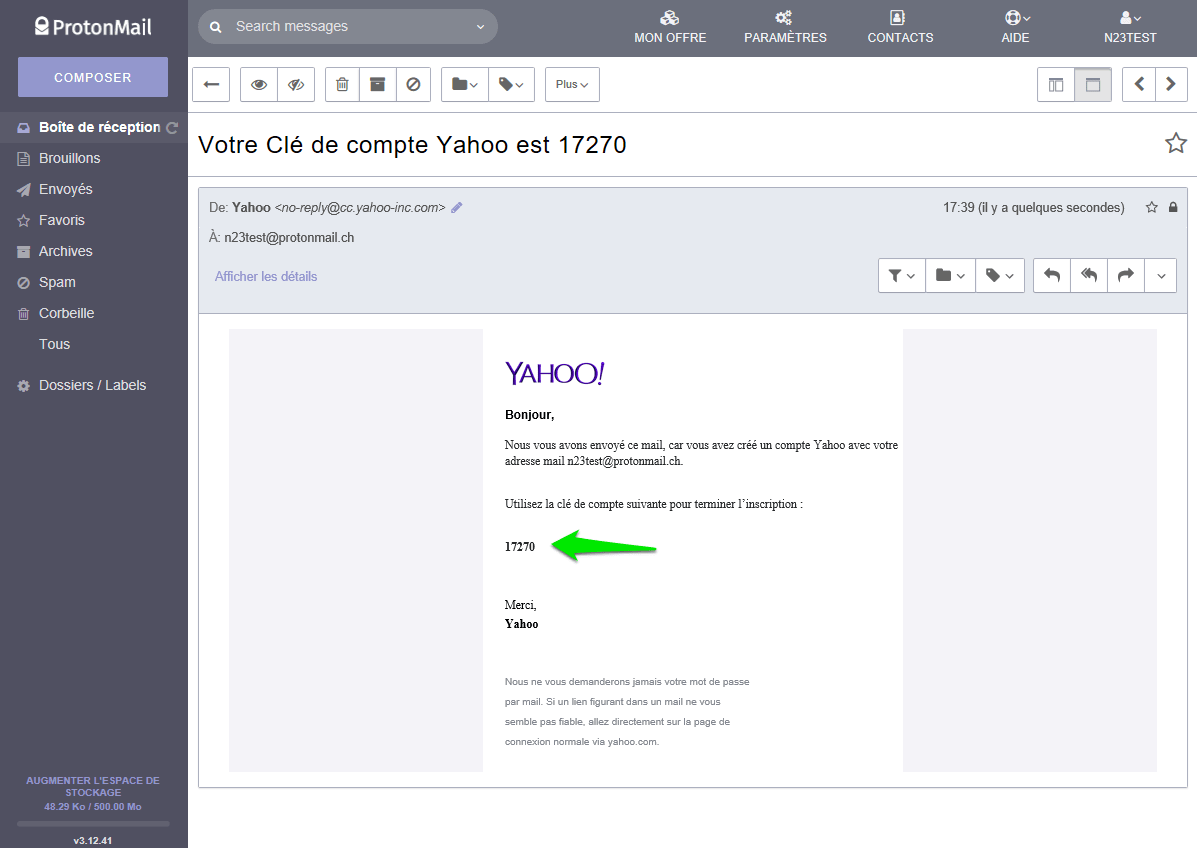 ProtonMail
Search messages
MON OFFRE
PARAMÈTRES
CONTACTS
AIDE
N23TEST
COMPOSER
Plus
Boîte de réception
Brouillons
Envoyés
Favoris
Archives
Spam
Corbeille
Tous
Dossiers / Labels
Votre Clé de compte Yahoo est 17270
De: Yahoo <no-reply@cc.yahoo-inc.com>
17:39 (il y a quelques secondes)
À: n23test@protonmail.ch
Afficher les détails
YAHOO!
Bonjour,
Nous vous avons envoyé ce mail, car vous avez créé un compte Yahoo avec votre
adresse mail n23test@protonmail.ch.
Utilisez la clé de compte suivante pour terminer l’inscription :
17270
Merci,
Yahoo
Nous ne vous demanderons jamais votre mot de passe
par mail. Si un lien figurant dans un mail ne vous
semble pas fiable, allez directement sur la page de
connexion normale via yahoo.com.
AUGMENTER L'ESPACE DE
STOCKAGE
48.29 Ko / 500.00 Mo
v3.12.41